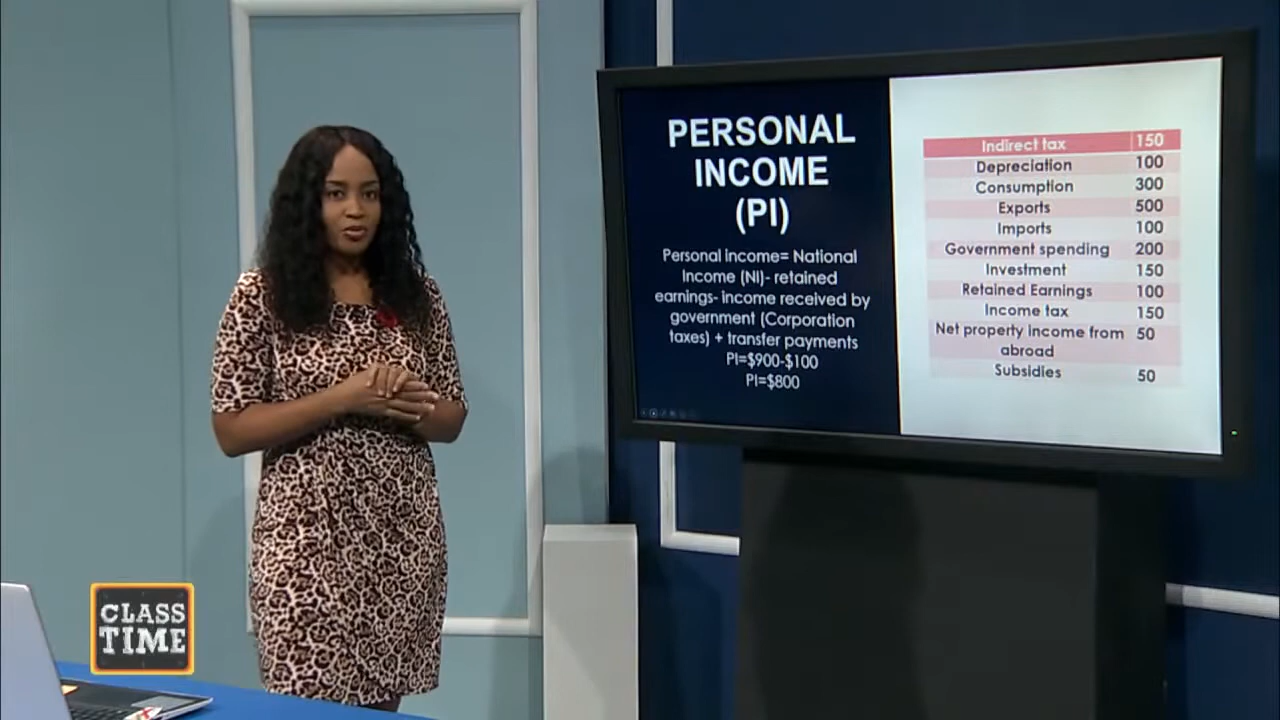 PERSONAL
INCOME
(PI)
Personal income= National
Income (NI)- retained
earnings- income received by
government (Corporation
taxes) + transfer payments
PI=$900-$100
PI=$800
Indirect tax 150
Depreciation 100
Consumption 300
Exports 500
Imports 100
Government spending 200
Investment 150
Retained Earnings 100
Income tax 150
Net property income from 50
abroad
Subsidies 50
CLASS
TIME